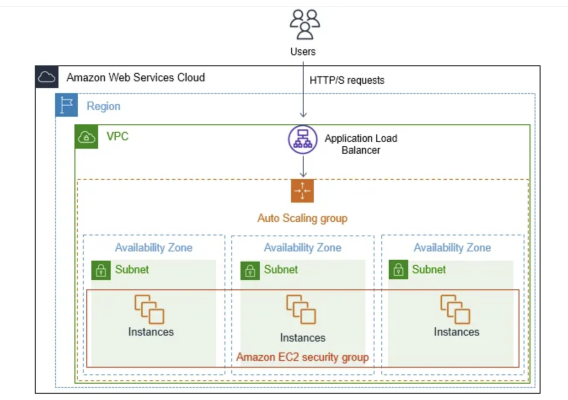 Users
HTTP/S requests
Amazon Web Services Cloud
Region
VPC
Application Load
Balancer
Auto Scaling group
Availability Zone
Availability Zone
Availability Zone
Subnet
Subnet
Subnet
Instances
Instances
Instances
Amazon EC2 security group